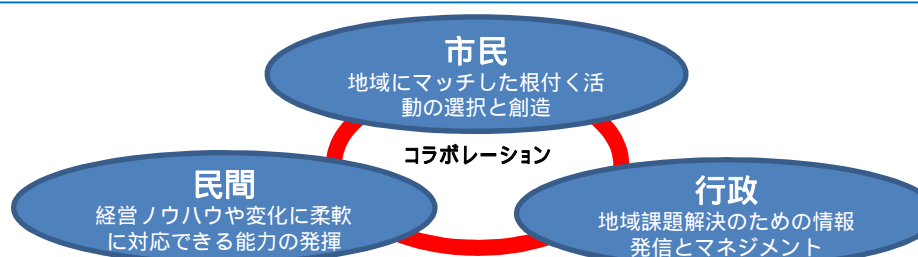 市民
地域にマッチした根付く活
動の選択と創造
コラボレーション
民間
経営ノウハウや変化に柔軟
に対応できる能力の発揮
行政
地域課題解決のための情報
発信とマネジメント